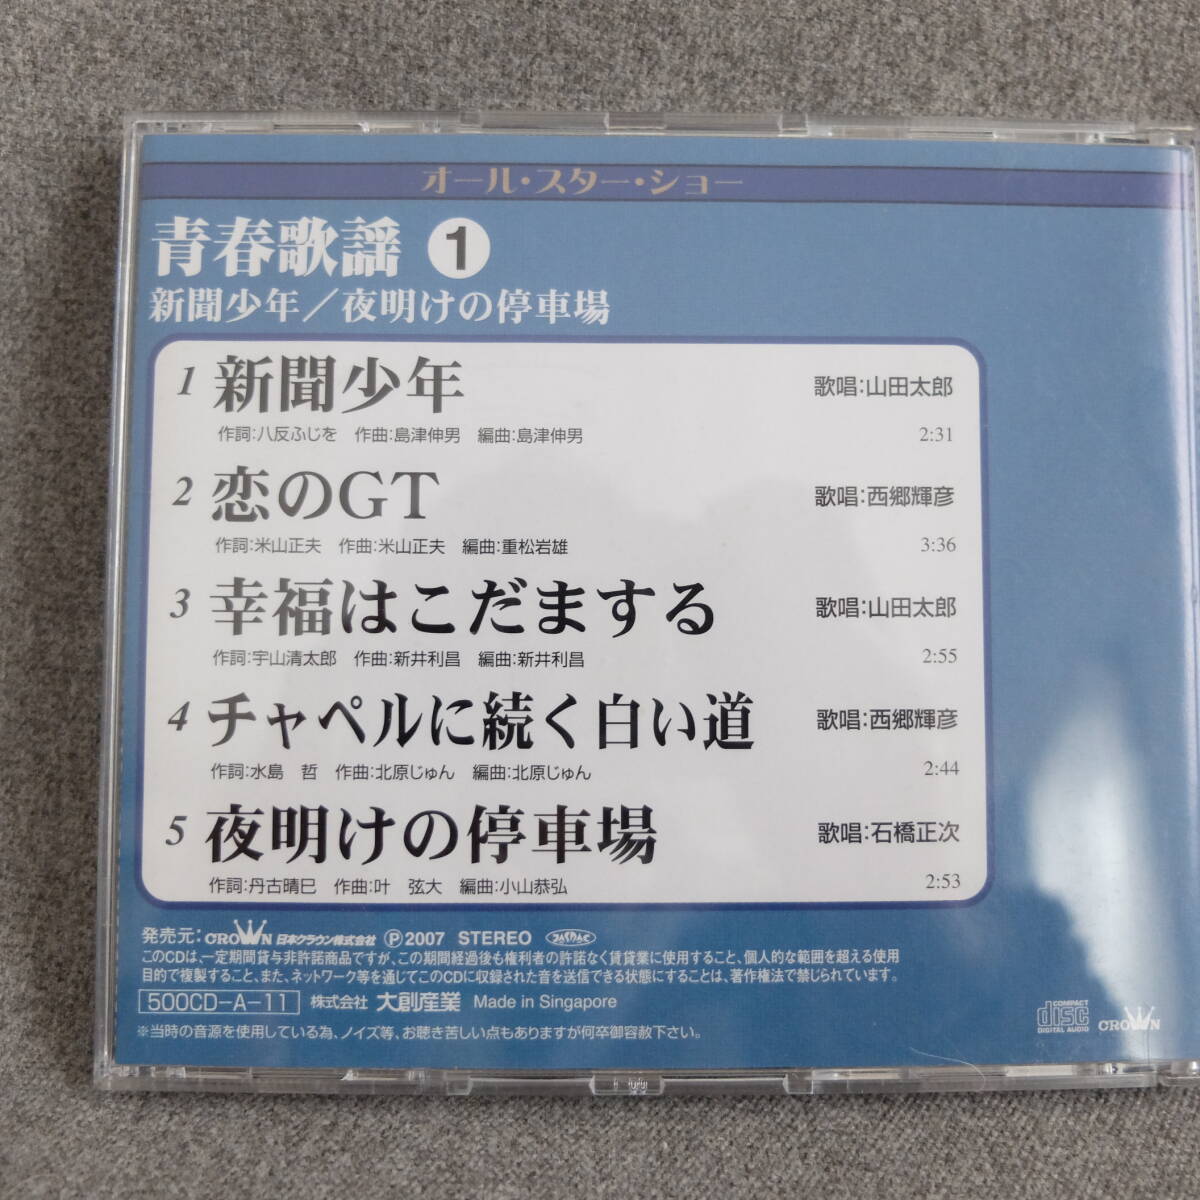 オール・スター・ショー
青春歌謡 1
新聞少年／夜明けの停車場
1 新聞少年 歌唱:山田太郎
作詞:八反ふじを 作曲:島津伸男 編曲:島津伸男 2:31
2 恋のGT 歌唱:西郷輝彦
作詞:米山正夫 作曲:米山正夫 編曲:重松岩雄 3:36
3 幸福はこだまする 歌唱:山田太郎
作詞:宇山清太郎 作曲:新井利昌 編曲:新井利昌 2:55
4 チャペルに続く白い道 歌唱:西郷輝彦
作詞:水島 哲 作曲:北原じゅん 編曲:北原じゅん 2:44
5 夜明けの停車場 歌唱:石橋正次
作詞:丹古晴巳 作曲:叶 弦大 編曲:小山恭弘 2:53
発売元: CROWN 日本クラウン株式会社 Ⓟ2007 STEREO
このCDは、一定期間貸与非許諾商品ですが、この期間経過後も権利者の許諾なく賃貸業に使用すること、個人的な範囲を超える使用
目的で複製すること、また、ネットワーク等を通じてこのCDに収録された音を送信できる状態にすることは、著作権法で禁じられています。
500CD-A-11 株式会社 大創産業 Made in Singapore
※当時の音源を使用している為、ノイズ等、お聴き苦しい点もありますが何卒御容赦下さい。
COMPACT disc DIGITAL AUDIO CROWN